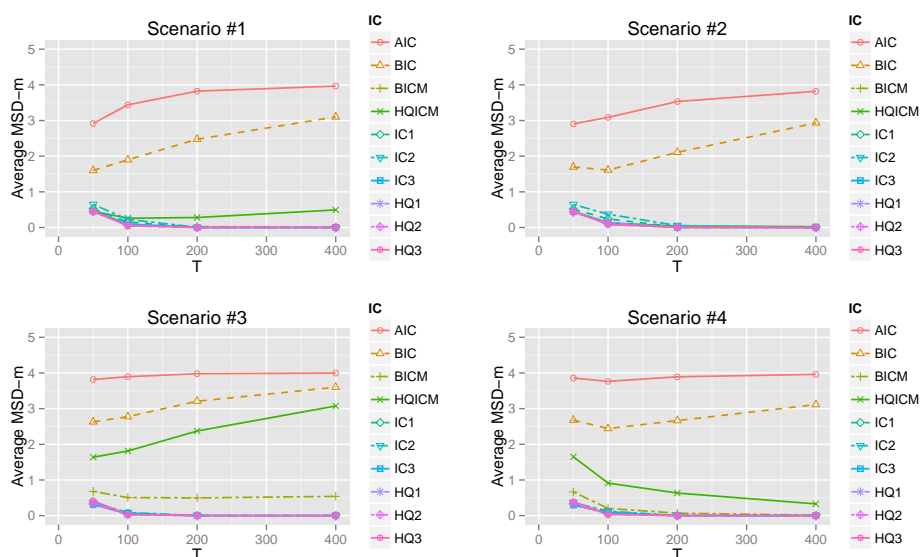 Scenario #1
Average MSD−m
5
4
3
2
1
0
0
100
200
300
400
T
IC
AIC
BIC
BICM
HQICM
IC1
IC2
IC3
HQ1
HQ2
HQ3
Scenario #2
Average MSD−m
5
4
3
2
1
0
0
100
200
300
400
T
IC
AIC
BIC
BICM
HQICM
IC1
IC2
IC3
HQ1
HQ2
HQ3
Scenario #3
Average MSD−m
5
4
3
2
1
0
0
100
200
300
400
T
IC
AIC
BIC
BICM
HQICM
IC1
IC2
IC3
HQ1
HQ2
HQ3
Scenario #4
Average MSD−m
5
4
3
2
1
0
0
100
200
300
400
T
IC
AIC
BIC
BICM
HQICM
IC1
IC2
IC3
HQ1
HQ2
HQ3